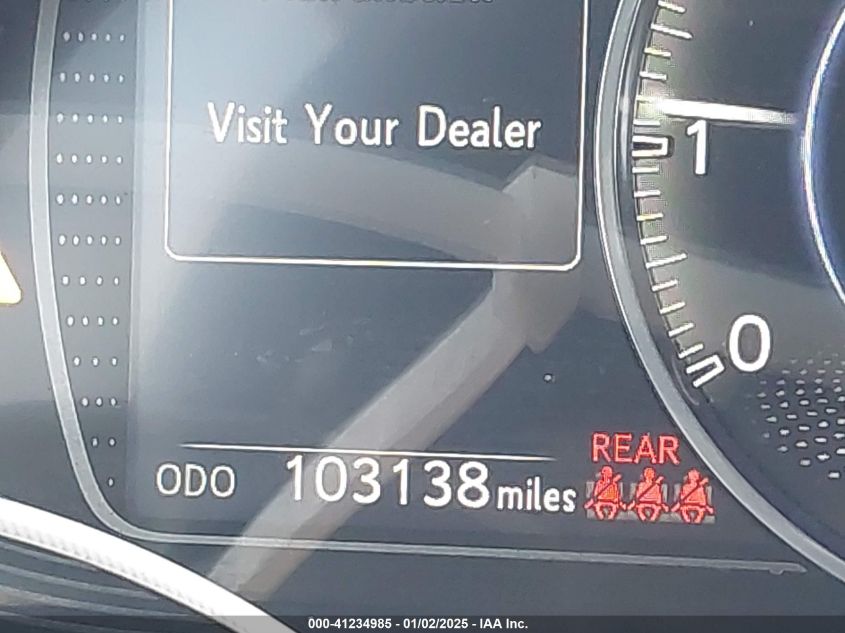 Visit Your Dealer
1
0
REAR
ODO 103138 miles
000-41234985 - 01/02/2025 - IAA Inc.